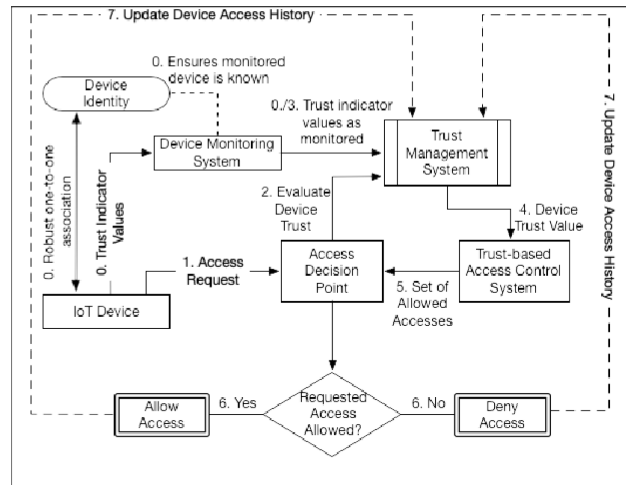 7. Update Device Access History
0. Ensures monitored
device is known
Device
Identity
0./3. Trust indicator
values as
monitored
Device Monitoring
System
Trust
Management
System
7. Update Device Access History
0. Robust one-to-one
association
0. Trust Indicator
Values
2. Evaluate
Device
Trust
4. Device
Trust Value
1. Access
Request
Access
Decision
Point
Trust-based
Access Control
System
5. Set of
Allowed
Accesses
IoT Device
Requested
Access
Allowed?
6. Yes
6. No
Allow
Access
Deny
Access